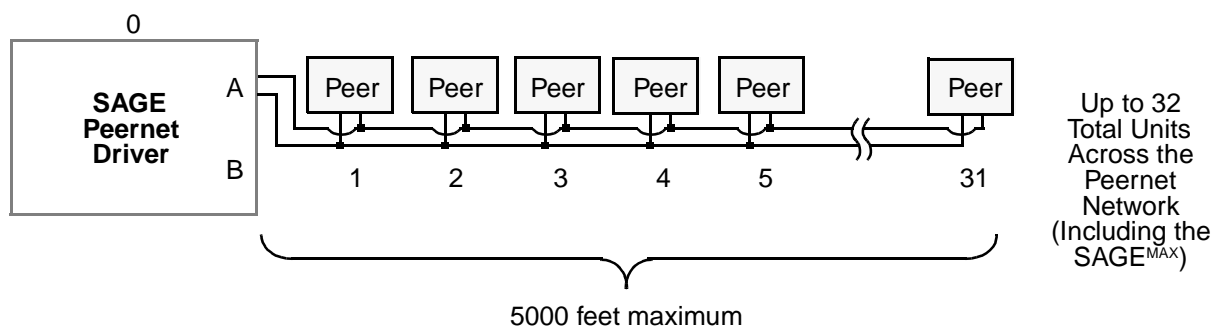 0
SAGE
Peernet
Driver
A
B
Peer Peer Peer Peer Peer Peer
1 2 3 4 5 31
Up to 32
Total Units
Across the
Peernet
Network
(Including the
SAGEMAX)
5000 feet maximum